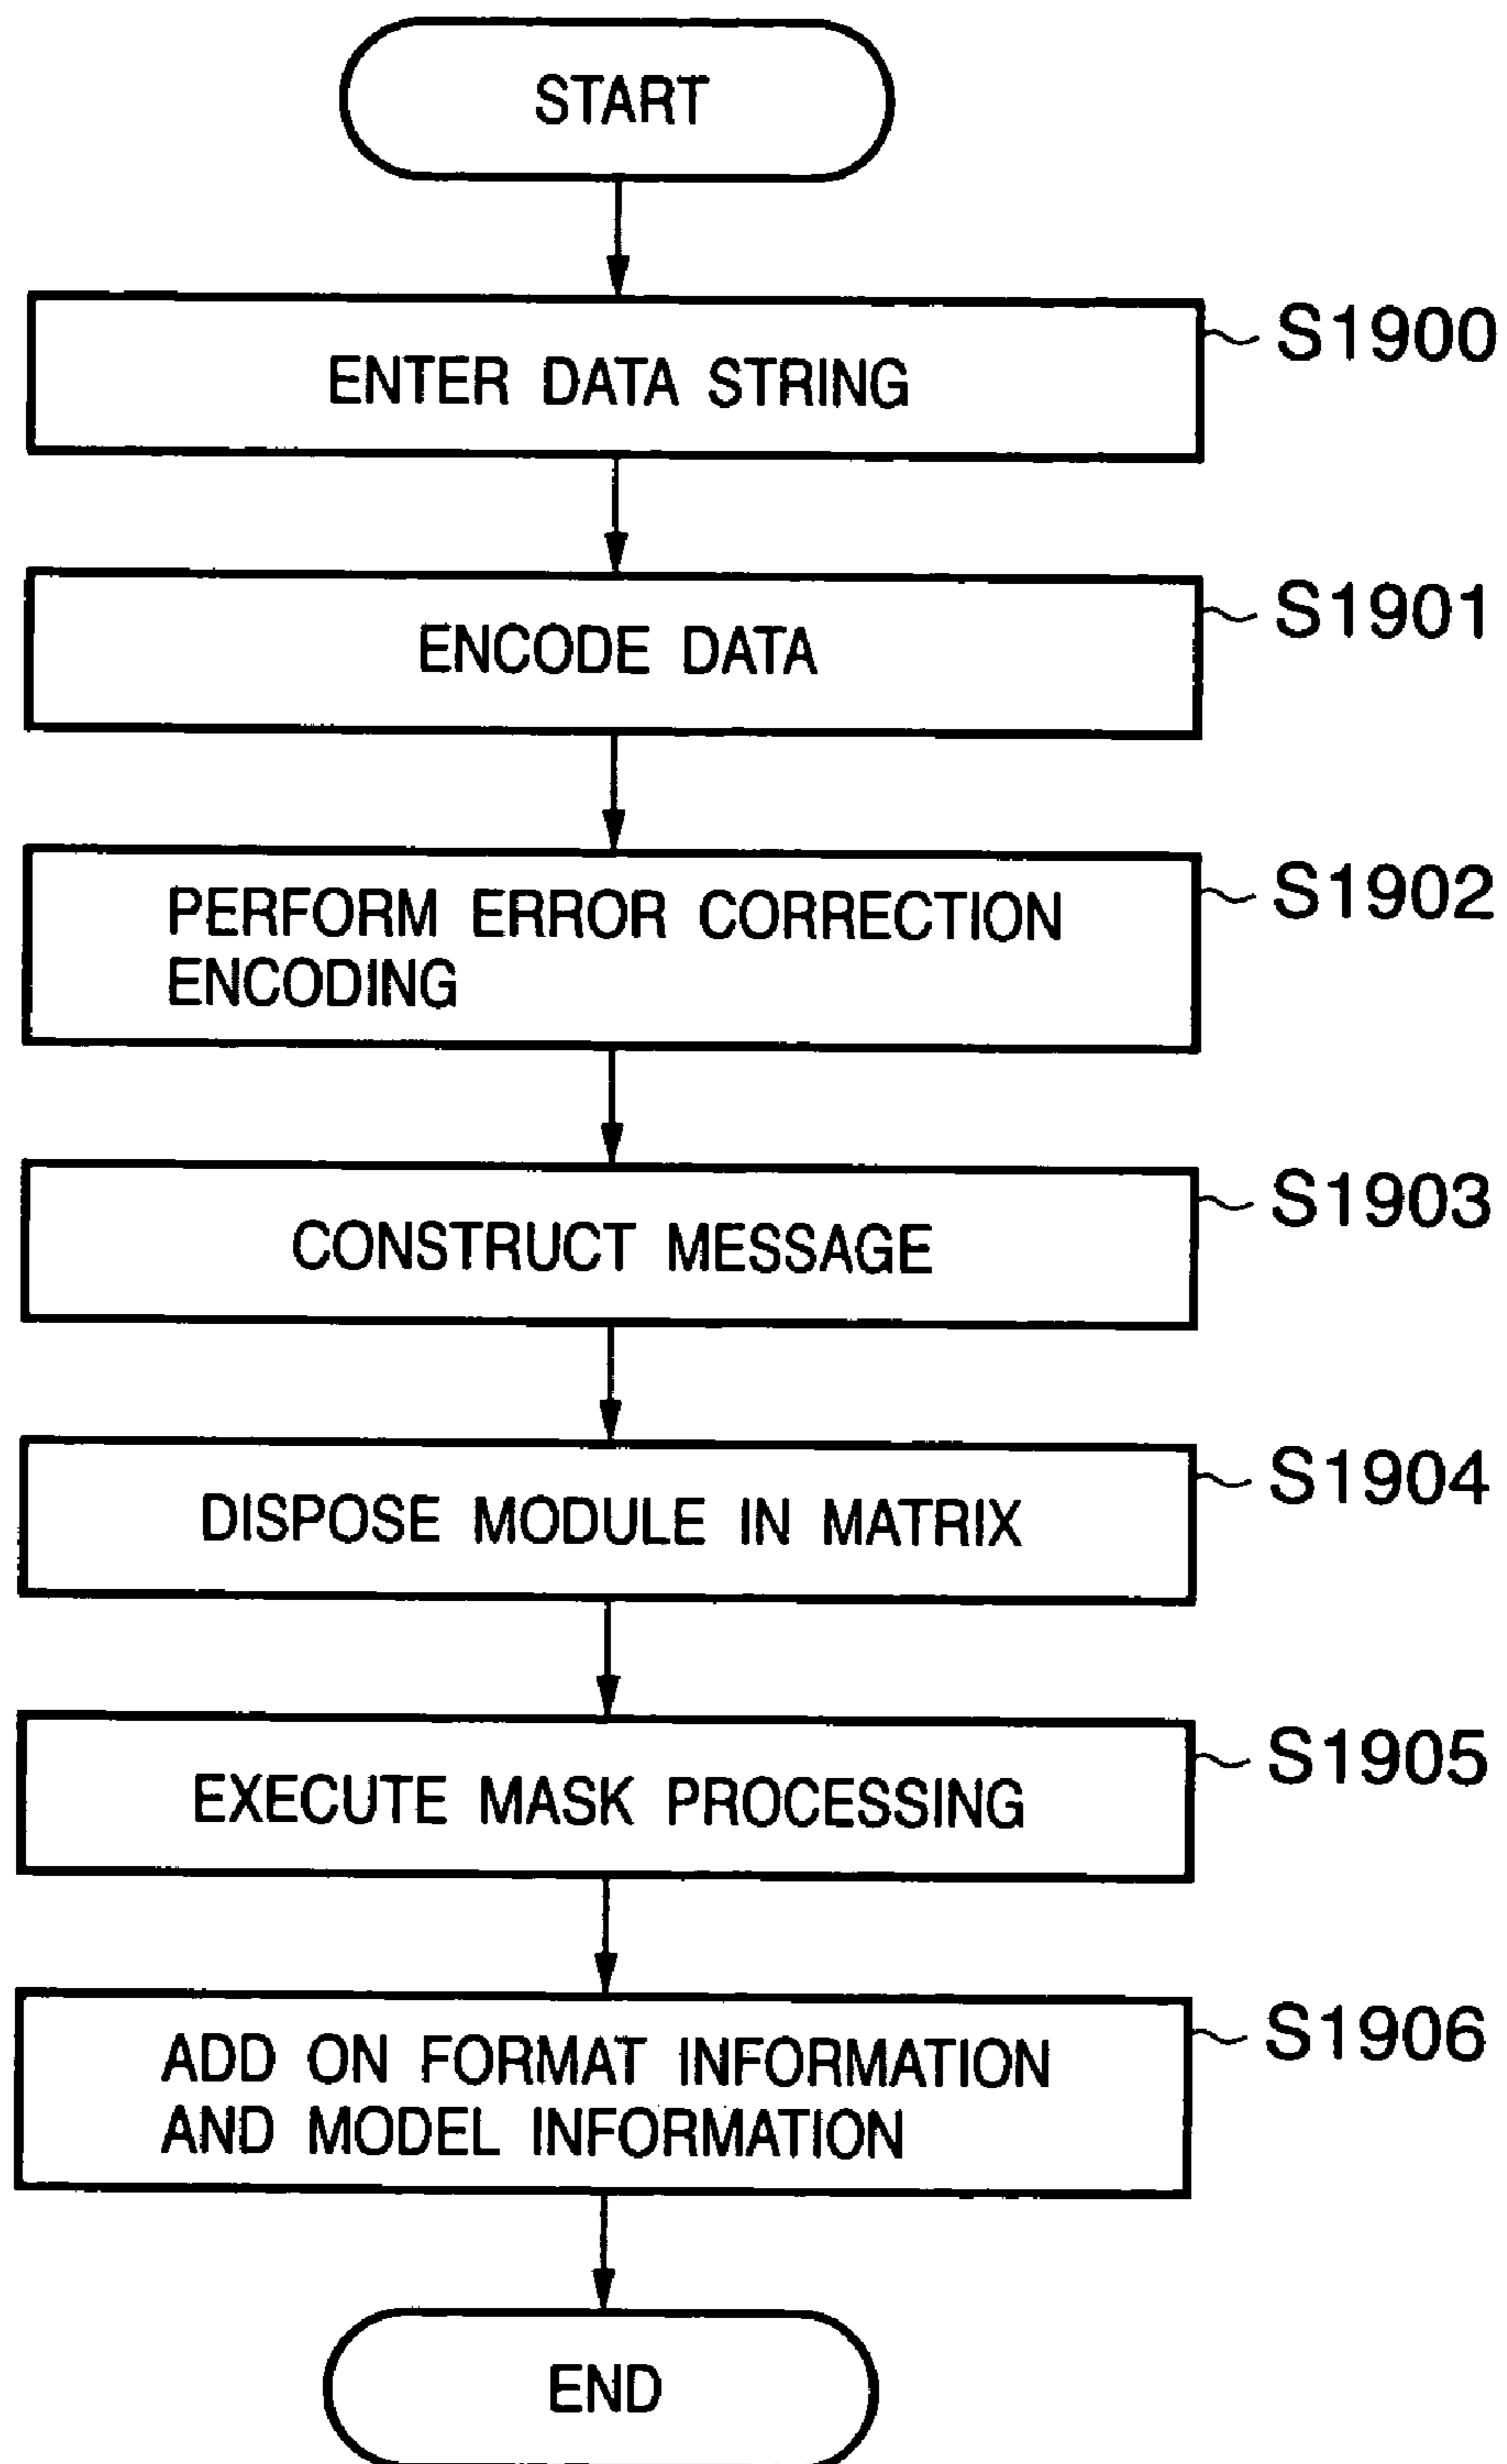 START
ENTER DATA STRING
S1900
ENCODE DATA
S1901
PERFORM ERROR CORRECTION
ENCODING
S1902
CONSTRUCT MESSAGE
S1903
DISPOSE MODULE IN MATRIX
S1904
EXECUTE MASK PROCESSING
S1905
ADD ON FORMAT INFORMATION
AND MODEL INFORMATION
S1906
END